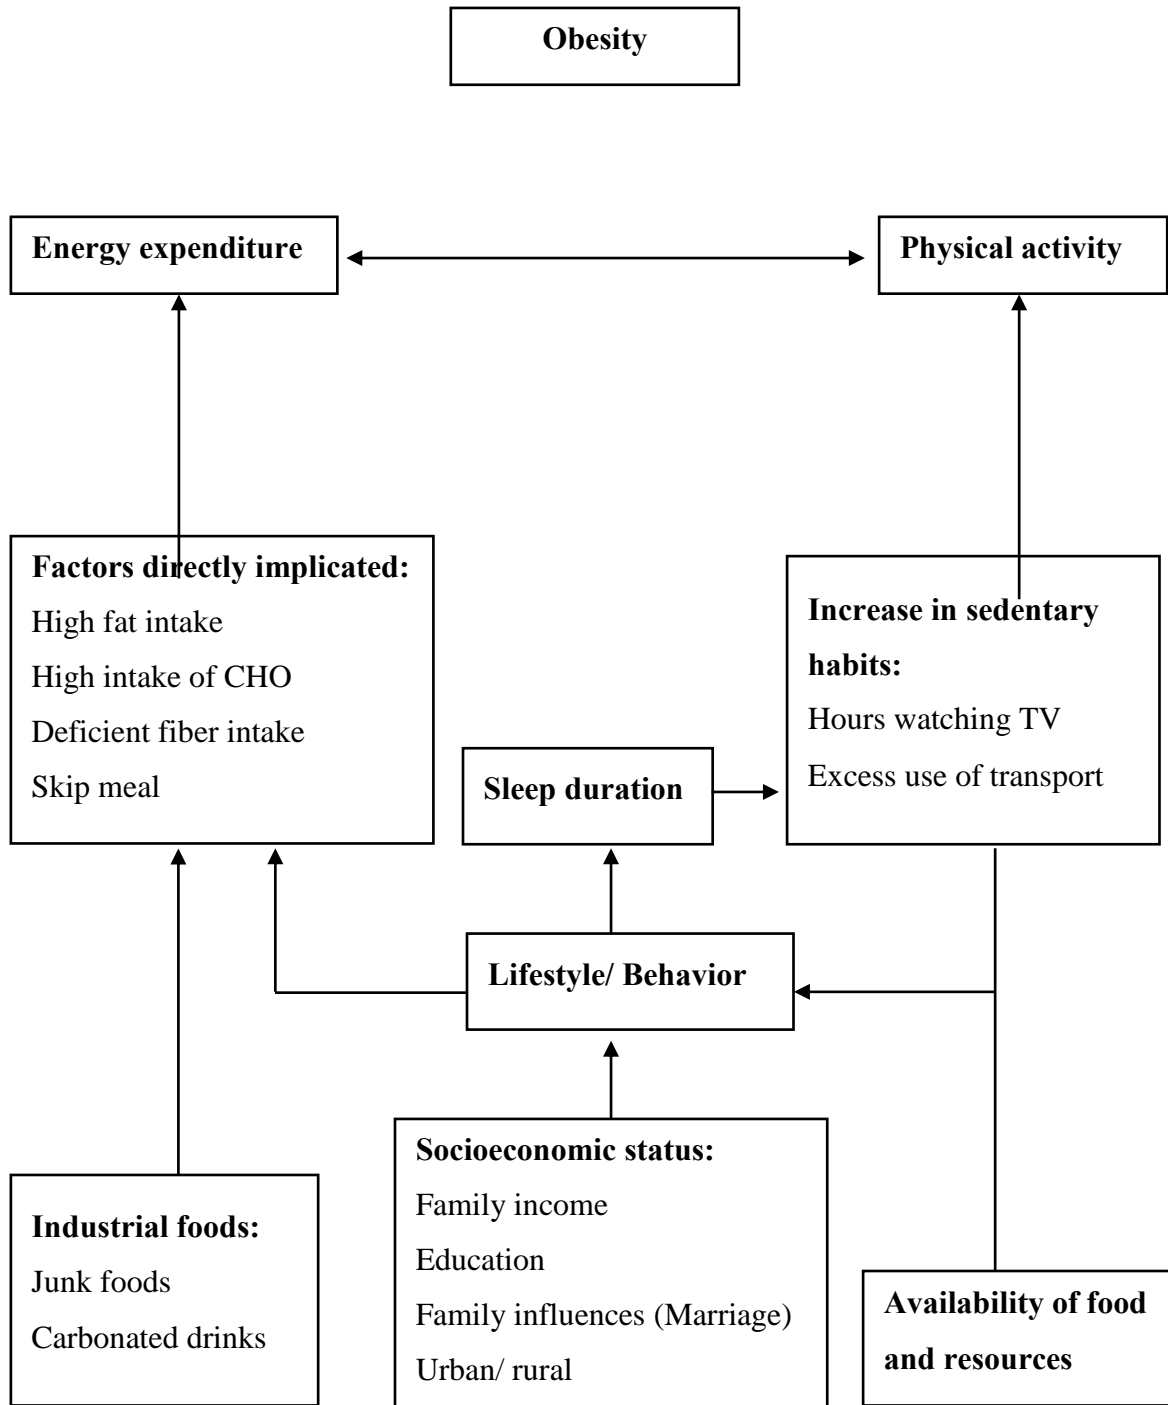 Obesity
Energy expenditure
Physical activity
Factors directly implicated:
High fat intake
High intake of CHO
Deficient fiber intake
Skip meal
Increase in sedentary
habits:
Hours watching TV
Excess use of transport
Sleep duration
Lifestyle/ Behavior
Socioeconomic status:
Family income
Education
Family influences (Marriage)
Urban/ rural
Industrial foods:
Junk foods
Carbonated drinks
Availability of food
and resources